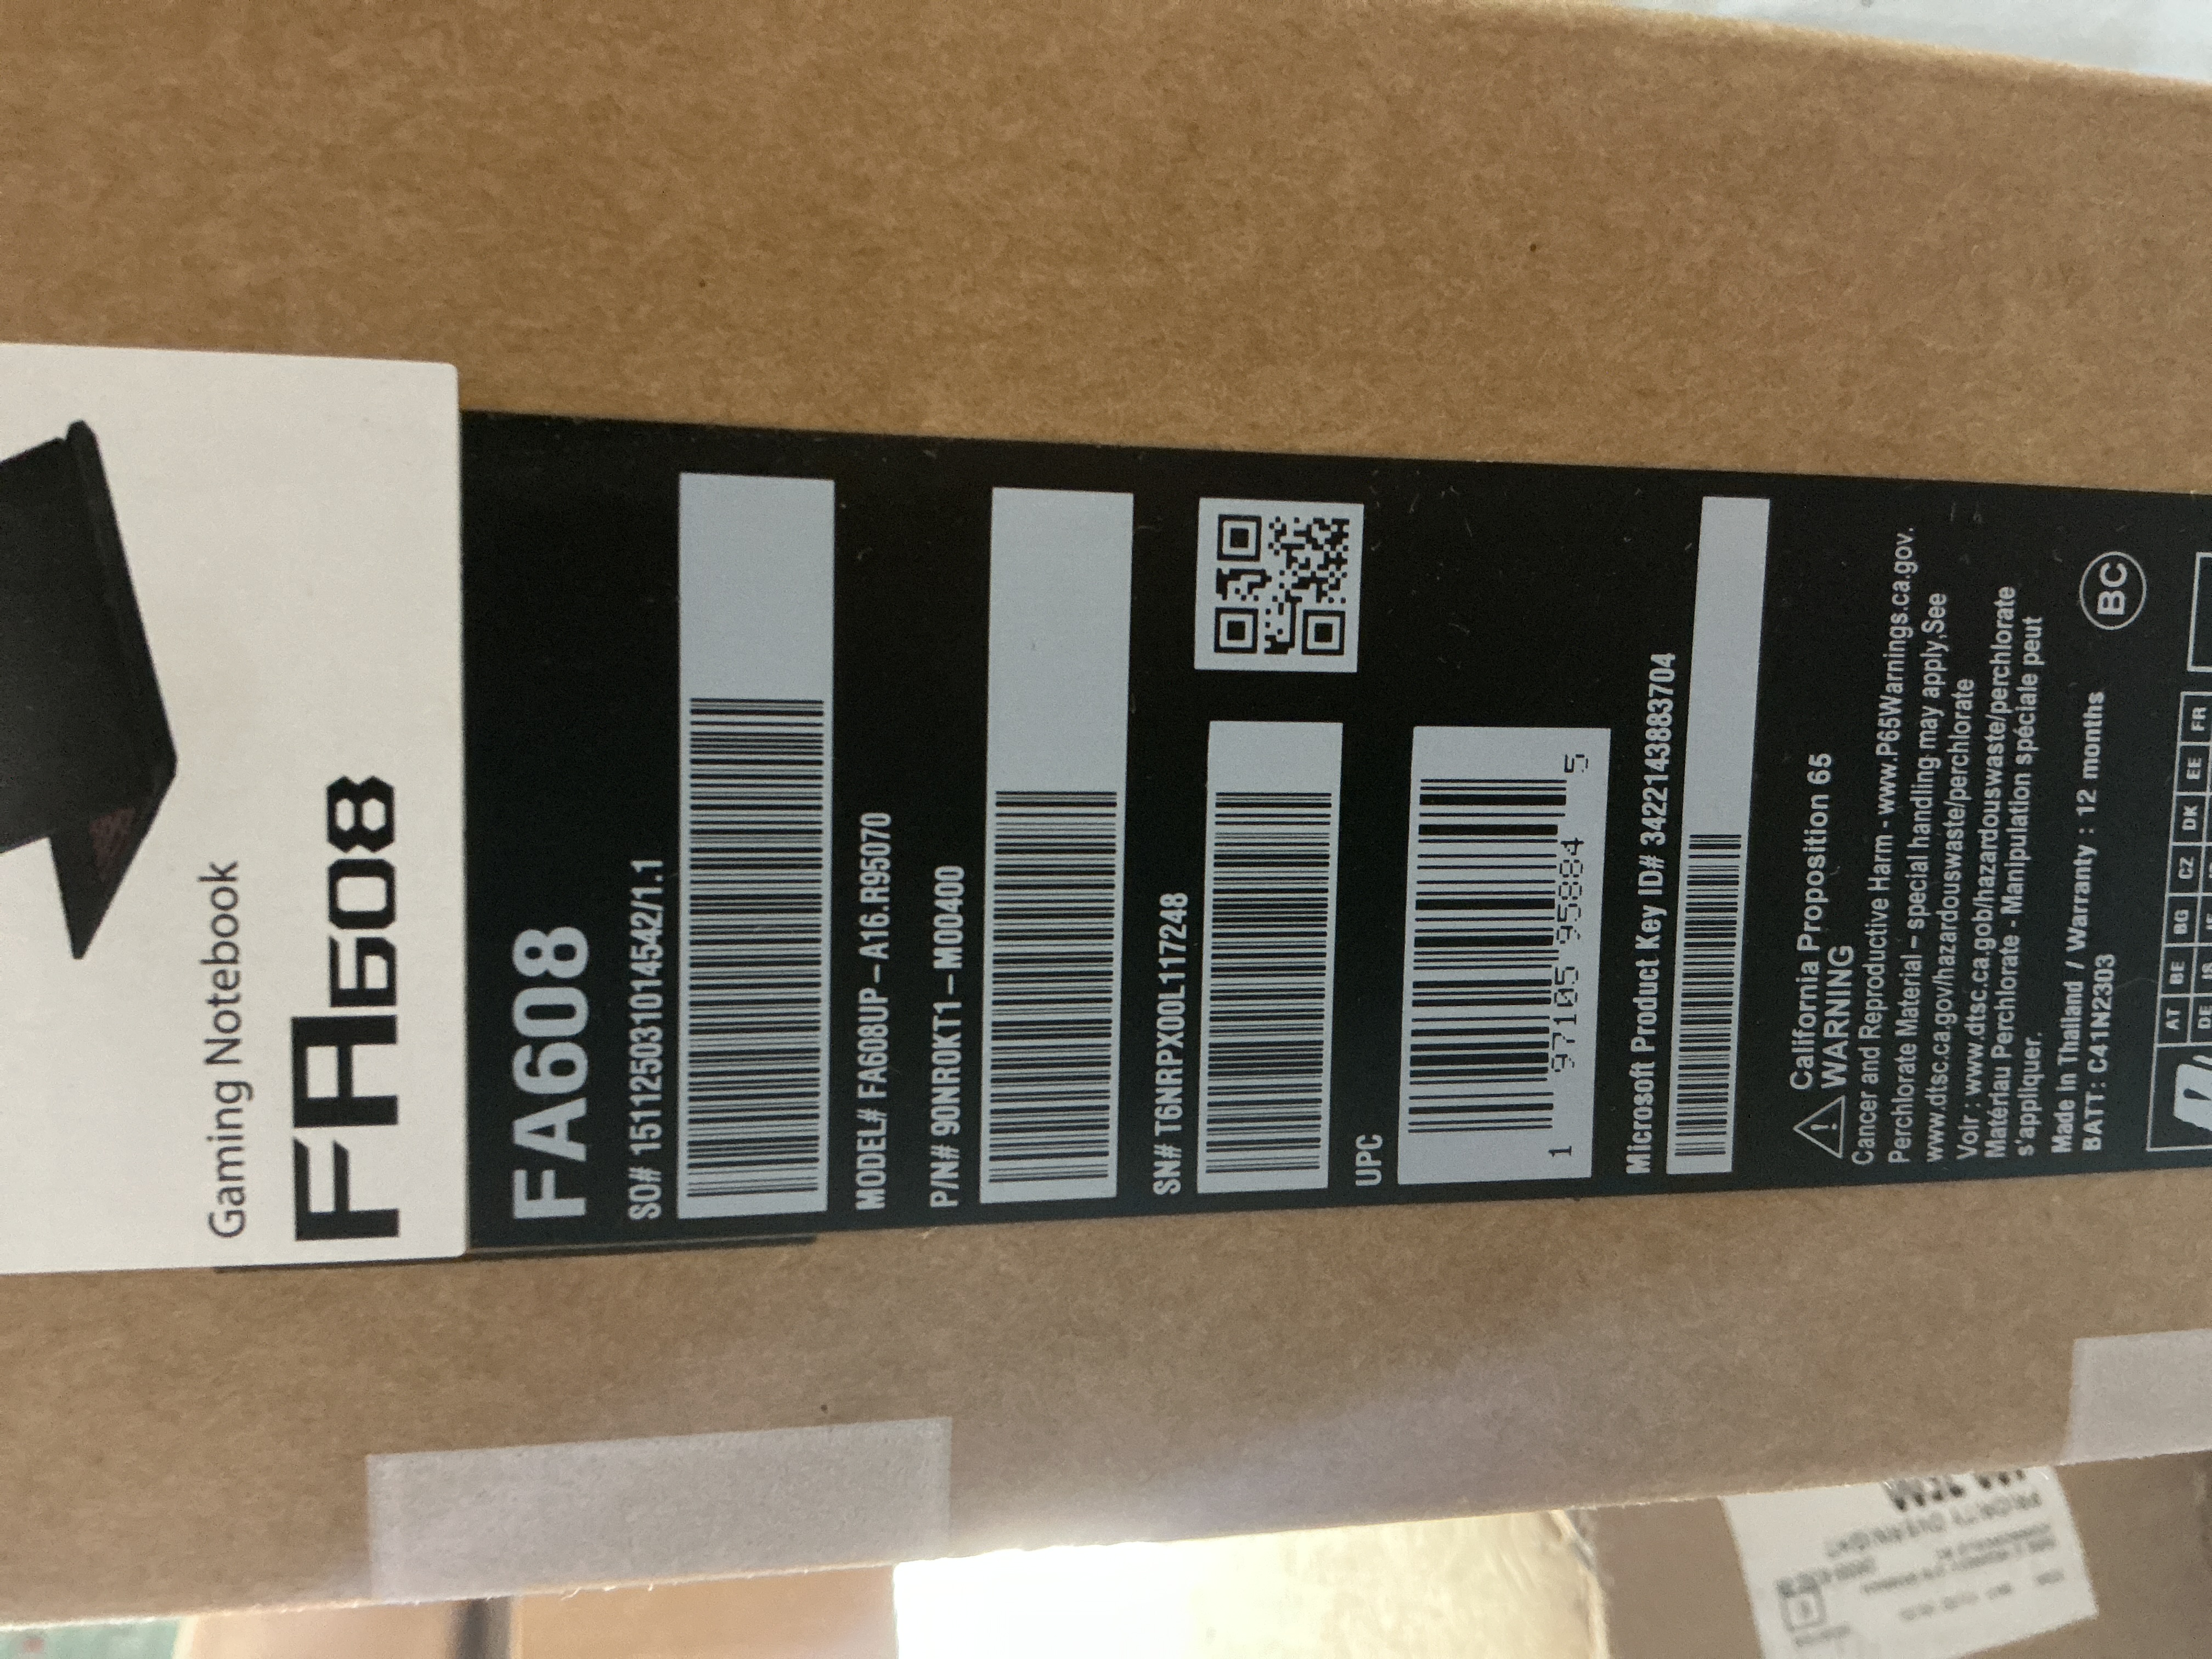 Gaming Notebook
FA608
FA608
SO# 15112503101454​2/1.1
MODEL# FA608UP-A16.R95070
P/N# 90NR0KT1-M00400
SN# T6NRPX00L117248
UPC
1 97105 95884 5
Microsoft Product Key ID# 3422143883704
California Proposition 65
WARNING
Cancer and Reproductive Harm - www.P65Warnings.ca.gov.
Perchlorate Material - special handling may apply,See
www.dtsc.ca.gov/hazardouswaste/perchlorate
Voir : www.dtsc.ca.gob/hazardouswaste/perchlorate
Matériau Perchlorate - Manipulation spéciale peut
s'appliquer.
Made in Thailand / Warranty : 12 months
BATT: C41N2303
BC
AT BE BG CZ DK EE FR
DE IS
PRIORITY OVERNIGHT